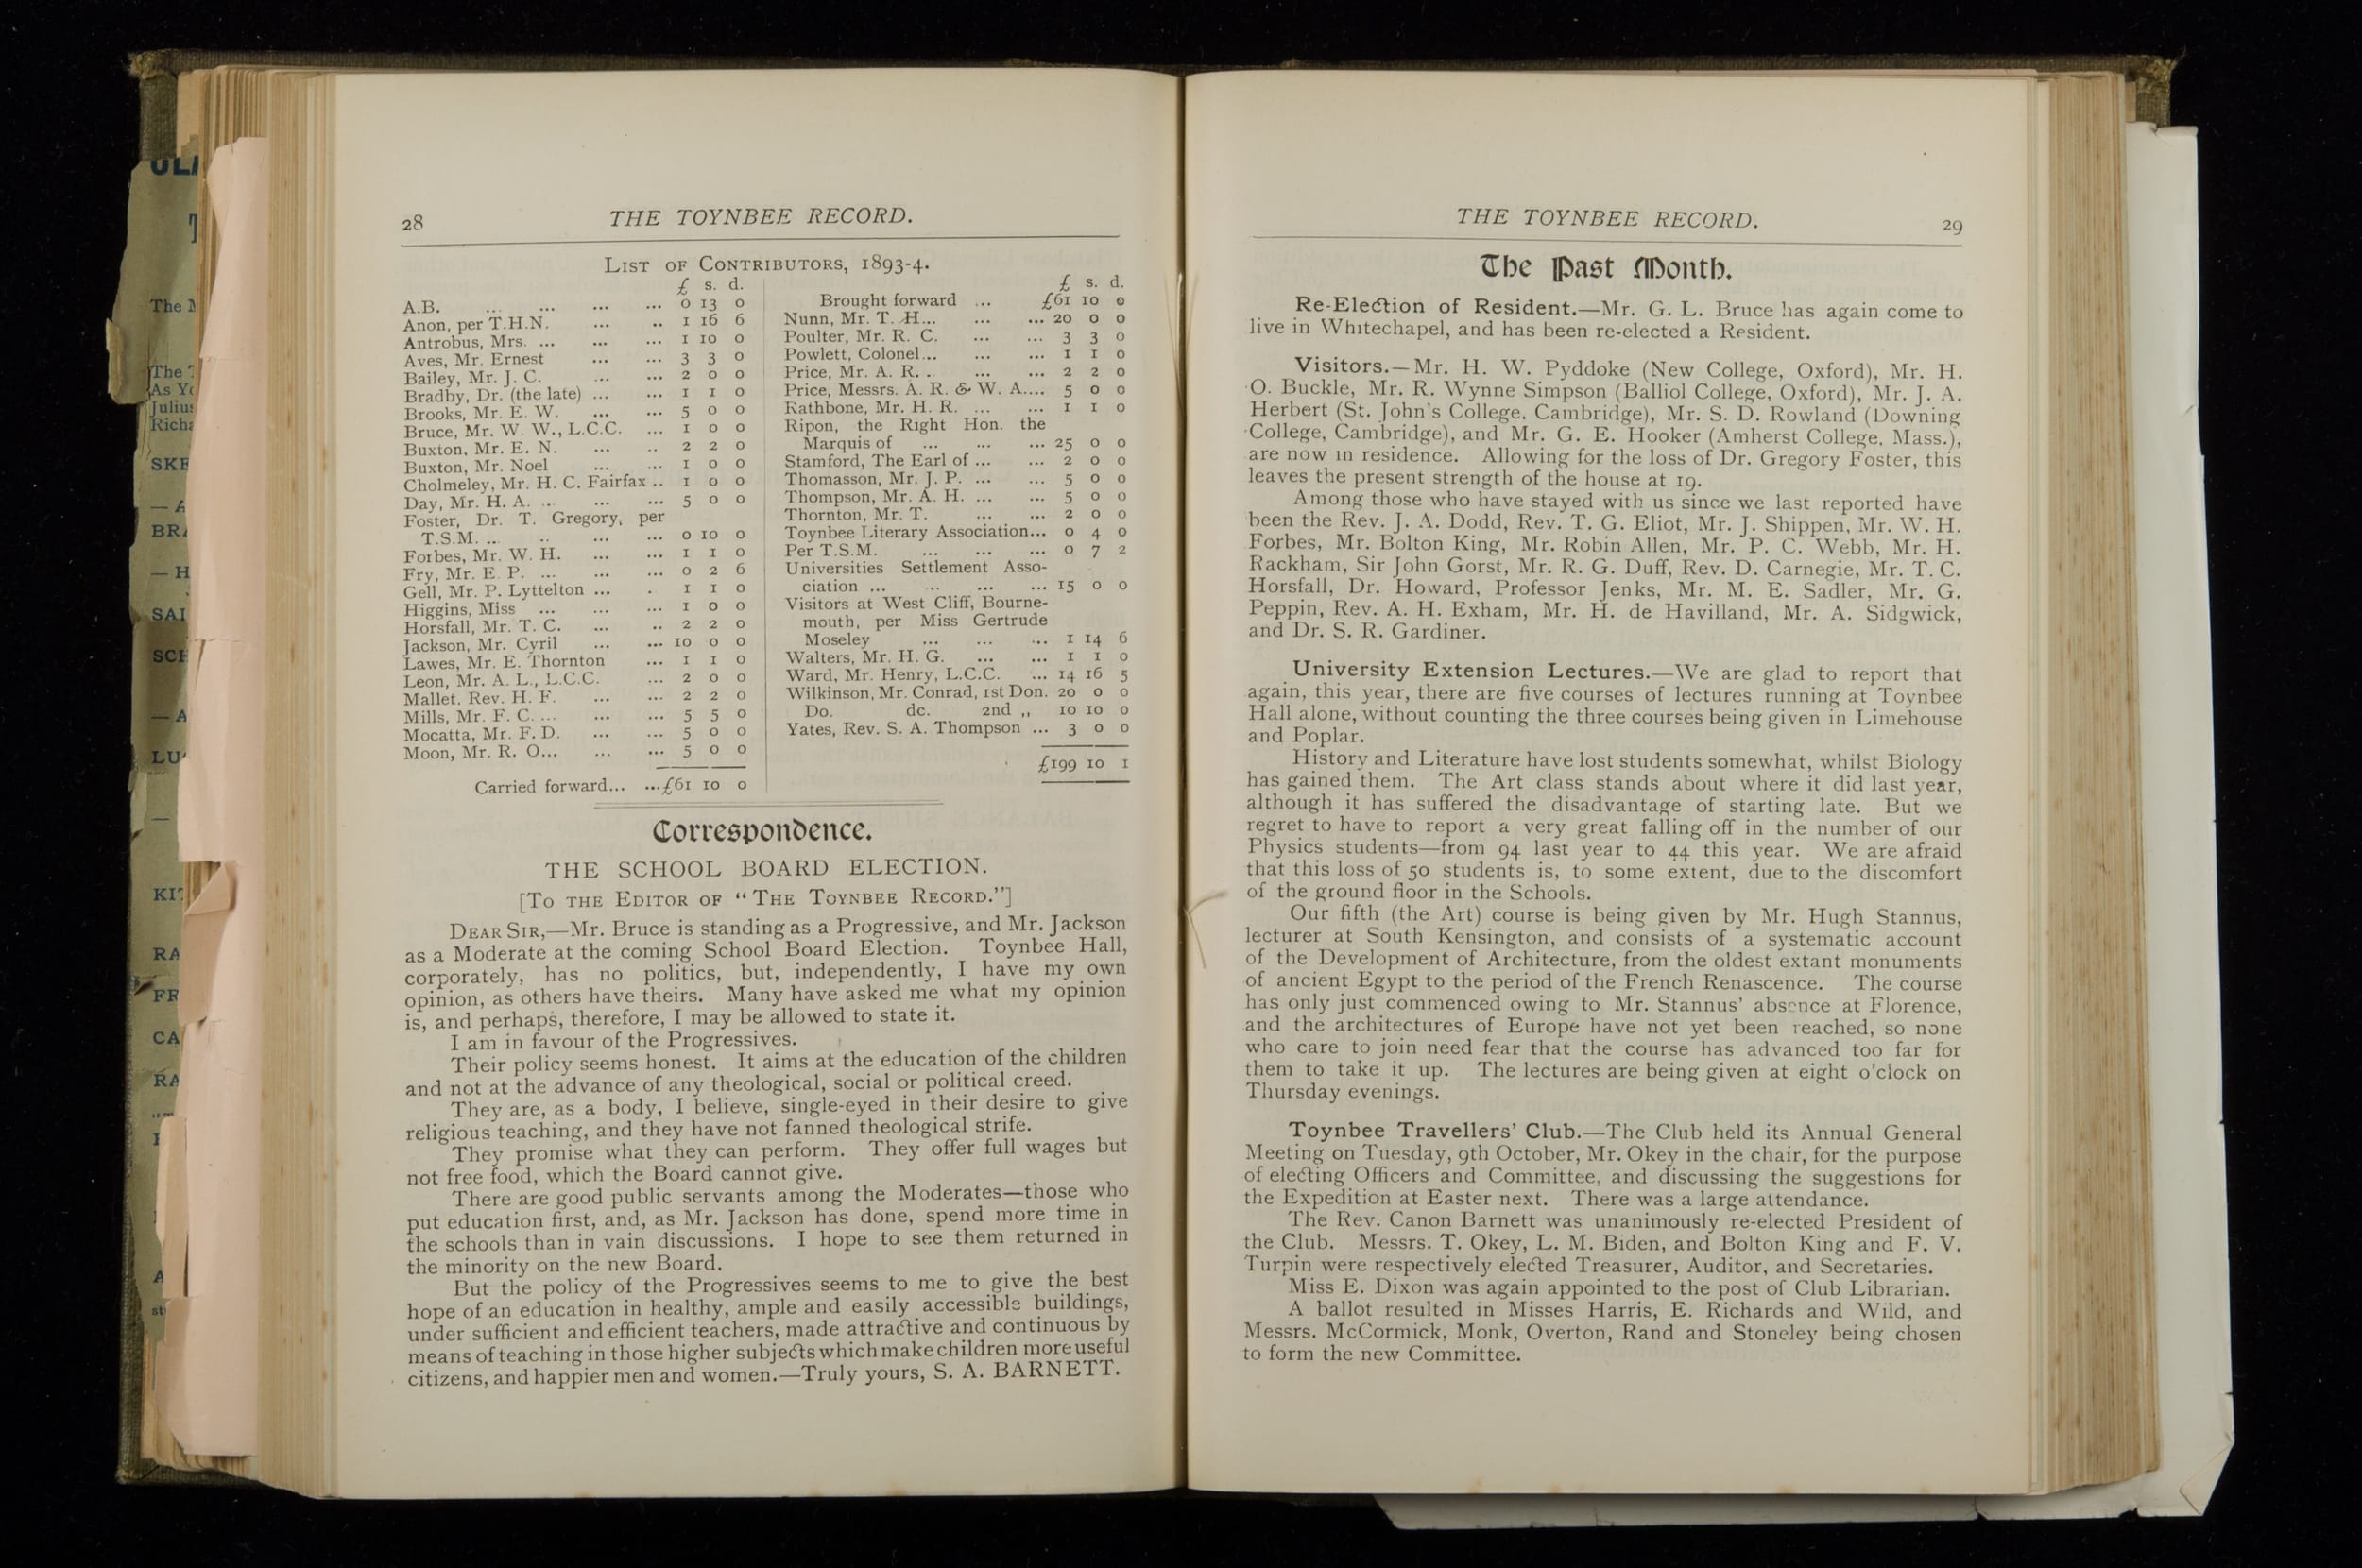 28 THE TOYNBEE RECORD.
LIST OF CONTRIBUTORS, 1893-4.
£ s. d.
A.B. ... ... ... ... 0 13 0
Anon, per T.H.N. ... .. 1 16 6
Antrobus, Mrs. ... ... ... 1 10 0
Aves, Mr. Ernest ... ... 3 3 0
Bailey, Mr. J. C. ... ... 2 0 0
Bradby, Dr. (the late) ... ... 1 1 0
Brooks, Mr. E. W. ... ... 5 0 0
Bruce, Mr. W. W., L.C.C. ... 1 0 0
Buxton, Mr. E. N. ... .. 2 2 0
Buxton, Mr. Noel ... ... 1 0 0
Cholmeley, Mr. H. C. Fairfax .. 1 0 0
Day, Mr. H. A. ... ... ... 5 0 0
Foster, Dr. T. Gregory, per
T.S.M. ... .. ... ... 0 10 0
Forbes, Mr. W. H. ... ... 1 1 0
Fry, Mr. E. P. ... ... ... 0 2 6
Gell, Mr. P. Lyttelton ... . 1 1 0
Higgins, Miss ... ... ... 1 0 0
Horsfall, Mr. T. C. ... .. 2 2 0
Jackson, Mr. Cyril ... ... 10 0 0
Lawes, Mr. E. Thornton ... 1 1 0
Leon, Mr. A. L., L.C.C. ... 2 0 0
Mallet. Rev. H. F. ... ... 2 2 0
Mills, Mr. F. C. ... ... ... 5 5 0
Mocatta, Mr. F. D. ... ... 5 0 0
Moon, Mr. R. O... ... ... 5 0 0
Carried forward... ...£61 10 0
£ s. d.
Brought forward ... £61 10 0
Nunn, Mr. T. H... ... ... 20 0 0
Poulter, Mr. R. C. ... ... 3 3 0
Powlett, Colonel... ... ... 1 1 0
Price, Mr. A. R. .. ... ... 2 2 0
Price, Messrs. A. R. & W. A.... 5 0 0
Rathbone, Mr. H. R. ... ... 1 1 0
Ripon, the Right Hon. the
Marquis of ... ... ... 25 0 0
Stamford, The Earl of ... ... 2 0 0
Thomasson, Mr. J. P. ... ... 5 0 0
Thompson, Mr. A. H. ... ... 5 0 0
Thornton, Mr. T. ... ... 2 0 0
Toynbee Literary Association... 0 4 0
Per T.S.M. ... ... ... 0 7 2
Universities Settlement Asso-
ciation ... .. ... ... 15 0 0
Visitors at West Cliff, Bourne-
mouth, per Miss Gertrude
Moseley ... ... ... 1 14 6
Walters, Mr. H. G. ... ... 1 1 0
Ward, Mr. Henry, L.C.C. ... 14 16 5
Wilkinson, Mr. Conrad, 1st Don. 20 0 0
Do. dc. 2nd ,, 10 10 0
Yates, Rev. S. A. Thompson ... 3 0 0
£199 10 1
Correspondence.
THE SCHOOL BOARD ELECTION.
[TO THE EDITOR OF "THE TOYNBEE RECORD."]
DEAR SIR,—Mr. Bruce is standing as a Progressive, and Mr. Jackson
as a Moderate at the coming School Board Election. Toynbee Hall,
corporately, has no politics, but, independently, I have my own
opinion, as others have theirs. Many have asked me what my opinion
is, and perhaps, therefore, I may be allowed to state it.
I am in favour of the Progressives.
Their policy seems honest. It aims at the education of the children
and not at the advance of any theological, social or political creed.
They are, as a body, I believe, single-eyed in their desire to give
religious teaching, and they have not fanned theological strife.
They promise what they can perform. They offer full wages but
not free food, which the Board cannot give.
There are good public servants among the Moderates—those who
put education first, and, as Mr. Jackson has done, spend more time in
the schools than in vain discussions. I hope to see them returned in
the minority on the new Board.
But the policy of the Progressives seems to me to give the best
hope of an education in healthy, ample and easily accessible buildings,
under sufficient and efficient teachers, made attractive and continuous by
means of teaching in those higher subjects which make children more useful
citizens, and happier men and women.—Truly yours, S. A. BARNETT.
THE TOYNBEE RECORD. 29
The Past Month.
Re-Election of Resident.—Mr. G. L. Bruce has again come to
live in Whitechapel, and has been re-elected a Resident.
Visitors.—Mr. H. W. Pyddoke (New College, Oxford), Mr. H.
O. Buckle, Mr. R. Wynne Simpson (Balliol College, Oxford), Mr. J. A.
Herbert (St. John's College, Cambridge), Mr. S. D. Rowland (Downing
College, Cambridge), and Mr. G. E. Hooker (Amherst College, Mass.),
are now in residence. Allowing for the loss of Dr. Gregory Foster, this
leaves the present strength of the house at 19.
Among those who have stayed with us since we last reported have
been the Rev. J. A. Dodd, Rev. T. G. Eliot, Mr. J. Shippen, Mr. W. H.
Forbes, Mr. Bolton King, Mr. Robin Allen, Mr. P. C. Webb, Mr. H.
Rackham, Sir John Gorst, Mr. R. G. Duff, Rev. D. Carnegie, Mr. T. C.
Horsfall, Dr. Howard, Professor Jenks, Mr. M. E. Sadler, Mr. G.
Peppin, Rev. A. H. Exham, Mr. H. de Havilland, Mr. A. Sidgwick,
and Dr. S. R. Gardiner.
University Extension Lectures.—We are glad to report that
again, this year, there are five courses of lectures running at Toynbee
Hall alone, without counting the three courses being given in Limehouse
and Poplar.
History and Literature have lost students somewhat, whilst Biology
has gained them. The Art class stands about where it did last year,
although it has suffered the disadvantage of starting late. But we
regret to have to report a very great falling off in the number of our
Physics students—from 94 last year to 44 this year. We are afraid
that this loss of 50 students is, to some extent, due to the discomfort
of the ground floor in the Schools.
Our fifth (the Art) course is being given by Mr. Hugh Stannus,
lecturer at South Kensington, and consists of a systematic account
of the Development of Architecture, from the oldest extant monuments
of ancient Egypt to the period of the French Renascence. The course
has only just commenced owing to Mr. Stannus' absence at Florence,
and the architectures of Europe have not yet been reached, so none
who care to join need fear that the course has advanced too far for
them to take it up. The lectures are being given at eight o'clock on
Thursday evenings.
Toynbee Travellers' Club.—The Club held its Annual General
Meeting on Tuesday, 9th October, Mr. Okey in the chair, for the purpose
of electing Officers and Committee, and discussing the suggestions for
the Expedition at Easter next. There was a large attendance.
The Rev. Canon Barnett was unanimously re-elected President of
the Club. Messrs. T. Okey, L. M. Biden, and Bolton King and F. V.
Turpin were respectively elected Treasurer, Auditor, and Secretaries.
Miss E. Dixon was again appointed to the post of Club Librarian.
A ballot resulted in Misses Harris, E. Richards and Wild, and
Messrs. McCormick, Monk, Overton, Rand and Stoneley being chosen
to form the new Committee.